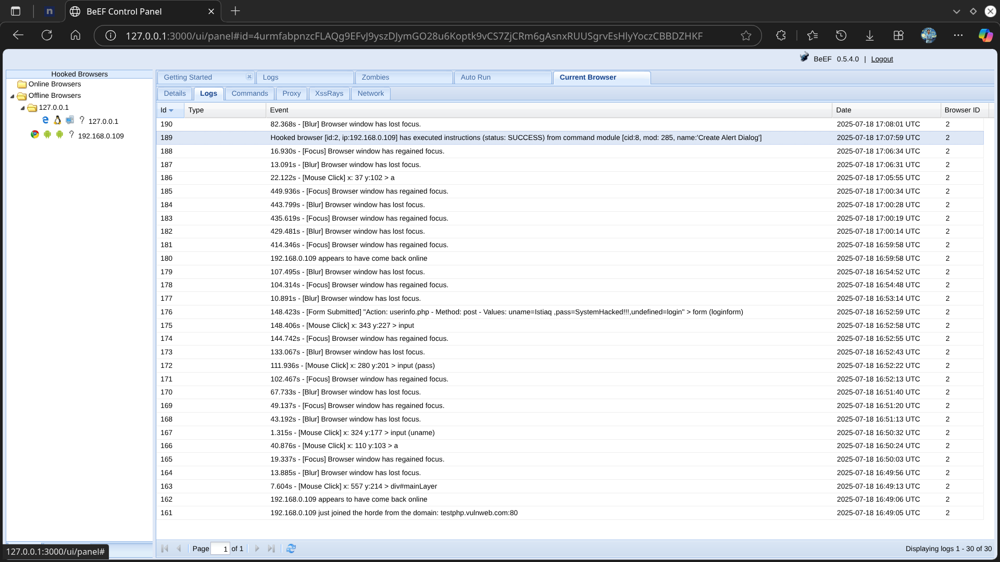 BeEF Control Panel
127.0.0.1:3000/ui/panel#id=4urmfabpnzcFLAQg9EFvJ9yszDJymGO28u6Koptk9vCS7ZjCRm6gAsnxRUUSgrvEsHlyYoczCBBDZHKF
BeEF 0.5.4.0 | Logout
Hooked Browsers
Online Browsers
Offline Browsers
127.0.0.1
? 127.0.0.1
? 192.168.0.109
Getting Started Logs Zombies Auto Run Current Browser
Details Logs Commands Proxy XssRays Network
Id Type Event Date Browser ID
190 82.368s - [Blur] Browser window has lost focus. 2025-07-18 17:08:01 UTC 2
189 Hooked browser [id:2, ip:192.168.0.109] has executed instructions (status: SUCCESS) from command module [cid:8, mod: 285, name:'Create Alert Dialog'] 2025-07-18 17:07:59 UTC 2
188 16.930s - [Focus] Browser window has regained focus. 2025-07-18 17:06:34 UTC 2
187 13.091s - [Blur] Browser window has lost focus. 2025-07-18 17:06:31 UTC 2
186 22.122s - [Mouse Click] x: 37 y:102 > a 2025-07-18 17:05:55 UTC 2
185 449.936s - [Focus] Browser window has regained focus. 2025-07-18 17:00:34 UTC 2
184 443.799s - [Blur] Browser window has lost focus. 2025-07-18 17:00:28 UTC 2
183 435.619s - [Focus] Browser window has regained focus. 2025-07-18 17:00:19 UTC 2
182 429.481s - [Blur] Browser window has lost focus. 2025-07-18 17:00:14 UTC 2
181 414.346s - [Focus] Browser window has regained focus. 2025-07-18 16:59:58 UTC 2
180 192.168.0.109 appears to have come back online 2025-07-18 16:59:58 UTC 2
179 107.495s - [Blur] Browser window has lost focus. 2025-07-18 16:54:52 UTC 2
178 104.314s - [Focus] Browser window has regained focus. 2025-07-18 16:54:48 UTC 2
177 10.891s - [Blur] Browser window has lost focus. 2025-07-18 16:53:14 UTC 2
176 148.423s - [Form Submitted] "Action: userinfo.php - Method: post - Values: uname=Istiaq ,pass=SystemHacked!!!,undefined=login" > form (loginform) 2025-07-18 16:52:59 UTC 2
175 148.406s - [Mouse Click] x: 343 y:227 > input 2025-07-18 16:52:58 UTC 2
174 144.742s - [Focus] Browser window has regained focus. 2025-07-18 16:52:55 UTC 2
173 133.067s - [Blur] Browser window has lost focus. 2025-07-18 16:52:43 UTC 2
172 111.936s - [Mouse Click] x: 280 y:201 > input (pass) 2025-07-18 16:52:22 UTC 2
171 102.467s - [Focus] Browser window has regained focus. 2025-07-18 16:52:13 UTC 2
170 67.733s - [Blur] Browser window has lost focus. 2025-07-18 16:51:40 UTC 2
169 49.137s - [Focus] Browser window has regained focus. 2025-07-18 16:51:20 UTC 2
168 43.192s - [Blur] Browser window has lost focus. 2025-07-18 16:51:13 UTC 2
167 1.315s - [Mouse Click] x: 324 y:177 > input (uname) 2025-07-18 16:50:32 UTC 2
166 40.876s - [Mouse Click] x: 110 y:103 > a 2025-07-18 16:50:24 UTC 2
165 19.337s - [Focus] Browser window has regained focus. 2025-07-18 16:50:03 UTC 2
164 13.885s - [Blur] Browser window has lost focus. 2025-07-18 16:49:56 UTC 2
163 7.604s - [Mouse Click] x: 557 y:214 > div#mainLayer 2025-07-18 16:49:13 UTC 2
162 192.168.0.109 appears to have come back online 2025-07-18 16:49:06 UTC 2
161 192.168.0.109 just joined the horde from the domain: testphp.vulnweb.com:80 2025-07-18 16:49:05 UTC 2
Page 1 of 1 Displaying logs 1 - 30 of 30
127.0.0.1:3000/ui/panel#